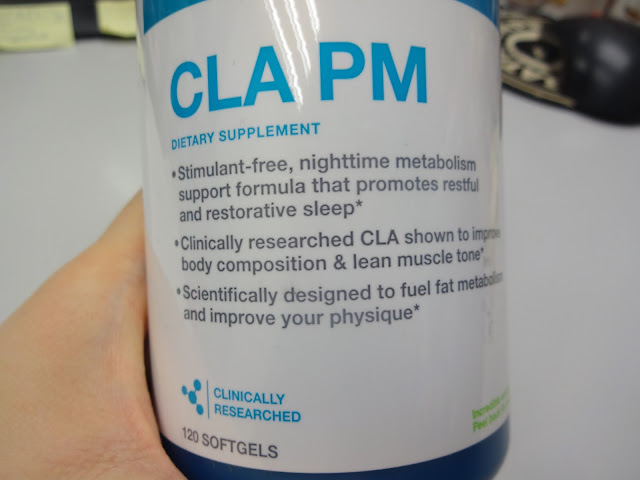 CLA PM
DIETARY SUPPLEMENT
•Stimulant-free, nighttime metabolism
support formula that promotes restful
and restorative sleep*
•Clinically researched CLA shown to improve
body composition & lean muscle tone*
•Scientifically designed to fuel fat metabolism
and improve your physique*
CLINICALLY
RESEARCHED
120 SOFTGELS